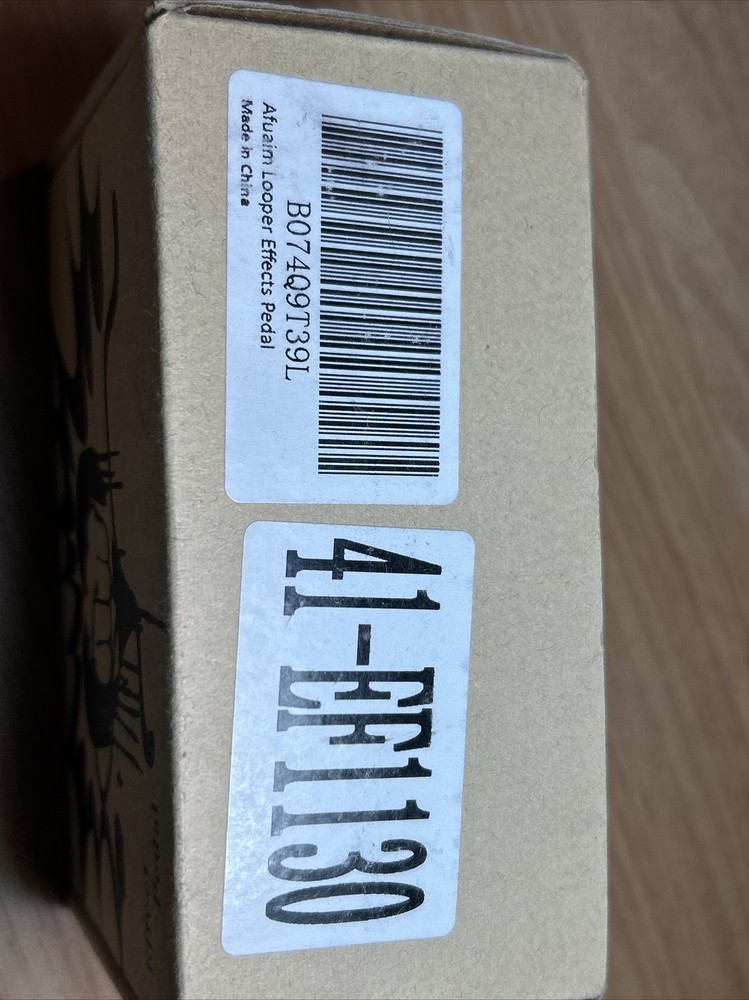 B074Q9T39L
Afuaim Looper Effects Pedal
Made in China
41-EF1130